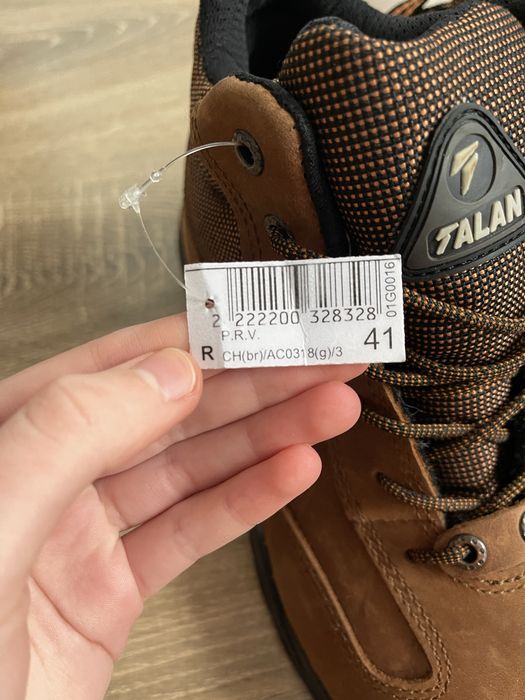 TALAN
2 222200 328328
01G0016
P.R.V.
41
R CH(br)/AC0318(g)/3